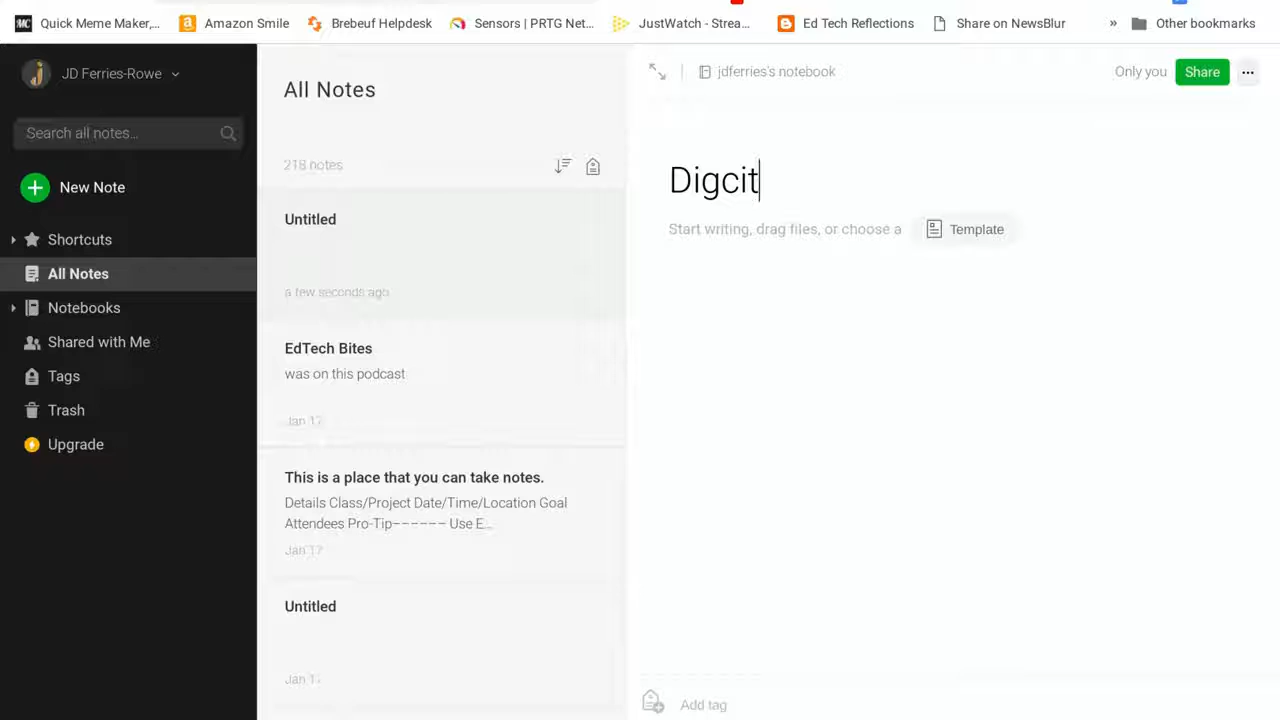 Quick Meme Maker,... Amazon Smile Brebeuf Helpdesk Sensors | PRTG Net... JustWatch - Strea... Ed Tech Reflections Share on NewsBlur » Other bookmarks
JD Ferries-Rowe
Search all notes...
New Note
Shortcuts
All Notes
Notebooks
Shared with Me
Tags
Trash
Upgrade
All Notes
218 notes
Untitled
a few seconds ago
EdTech Bites
was on this podcast
Jan 17
This is a place that you can take notes.
Details Class/Project Date/Time/Location Goal
Attendees Pro-Tip–––––– Use E...
Jan 17
Untitled
Jan 17
jdferries's notebook
Only you
Share
Digcit
Start writing, drag files, or choose a Template
Add tag